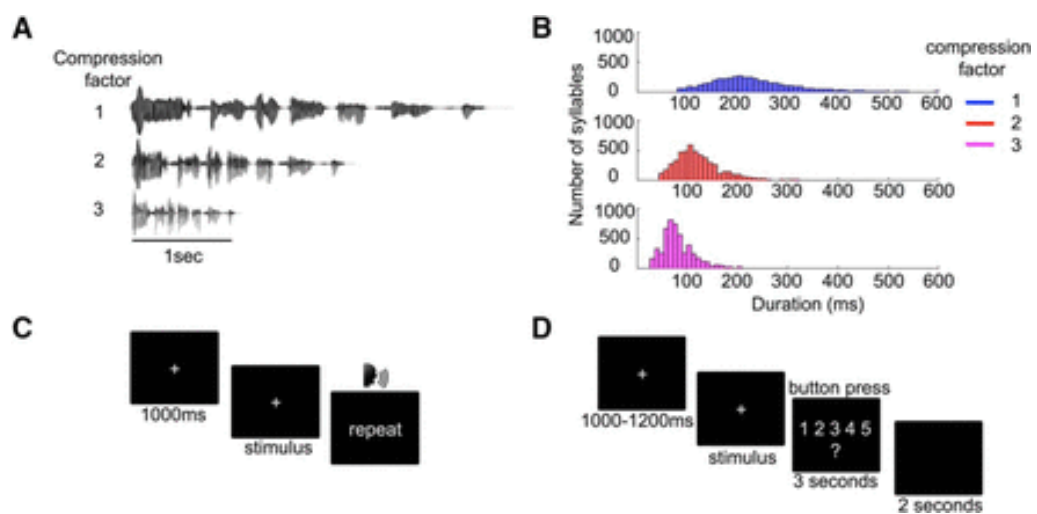 A
Compression
factor
1
2
3
1sec
B
Number of syllables
1000
500
0
100 200 300 400 500 600
1000
500
0
100 200 300 400 500 600
1000
500
0
100 200 300 400 500 600
Duration (ms)
compression
factor
1
2
3
C
1000ms
stimulus
repeat
D
1000-1200ms
stimulus
button press
1 2 3 4 5
?
3 seconds
2 seconds